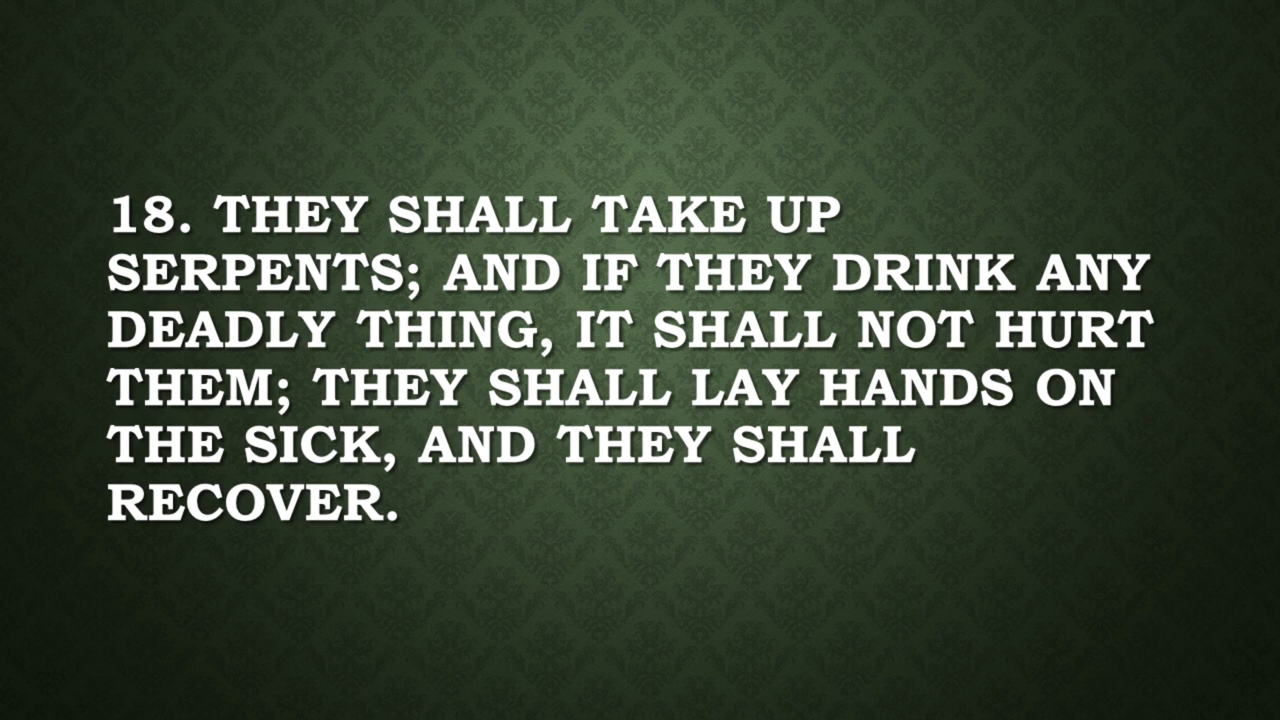 18. THEY SHALL TAKE UP
SERPENTS; AND IF THEY DRINK ANY
DEADLY THING, IT SHALL NOT HURT
THEM; THEY SHALL LAY HANDS ON
THE SICK, AND THEY SHALL
RECOVER.